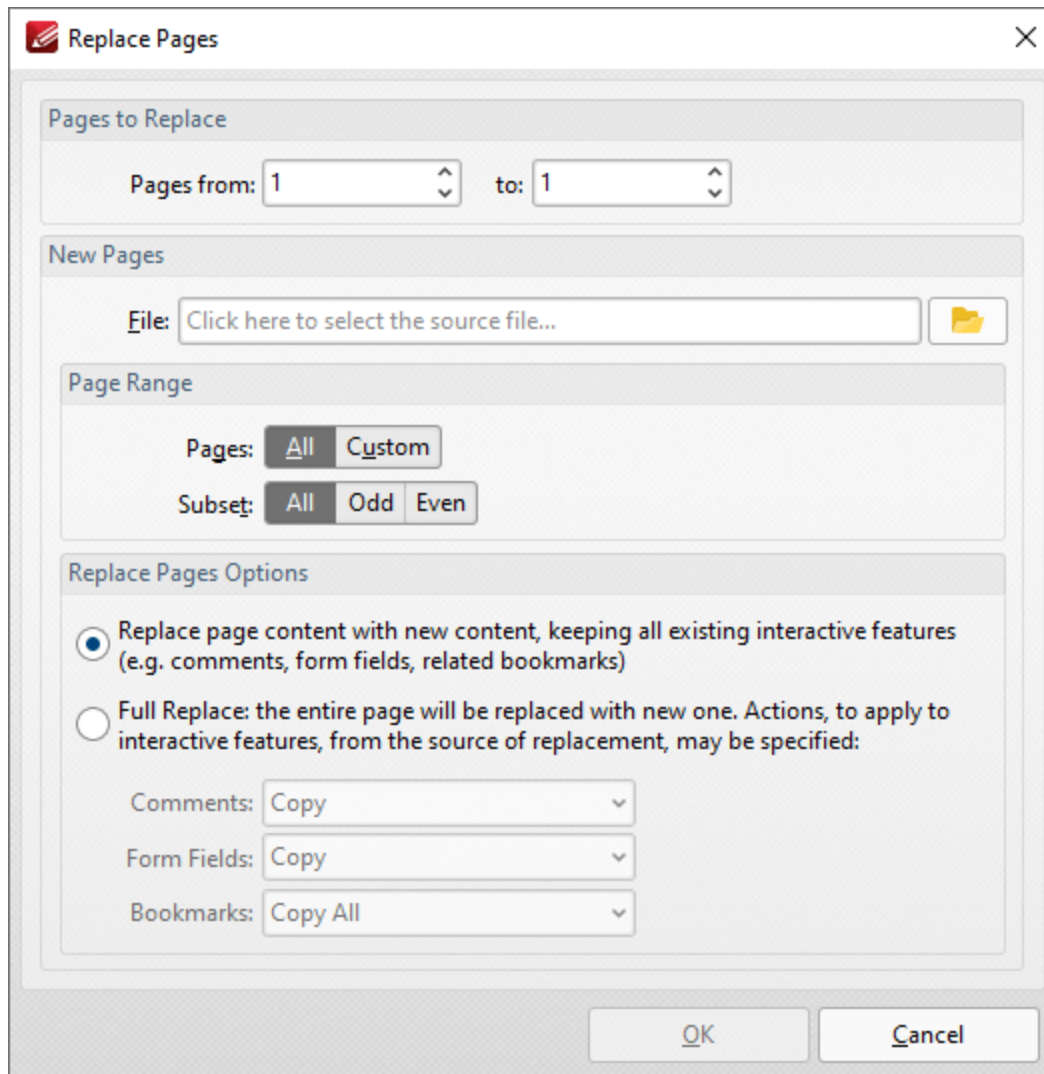 Replace Pages
Pages to Replace
Pages from: 1 to: 1
New Pages
File: Click here to select the source file...
Page Range
Pages: All Custom
Subset: All Odd Even
Replace Pages Options
Replace page content with new content, keeping all existing interactive features
(e.g. comments, form fields, related bookmarks)
Full Replace: the entire page will be replaced with new one. Actions, to apply to
interactive features, from the source of replacement, may be specified:
Comments: Copy
Form Fields: Copy
Bookmarks: Copy All
OK Cancel